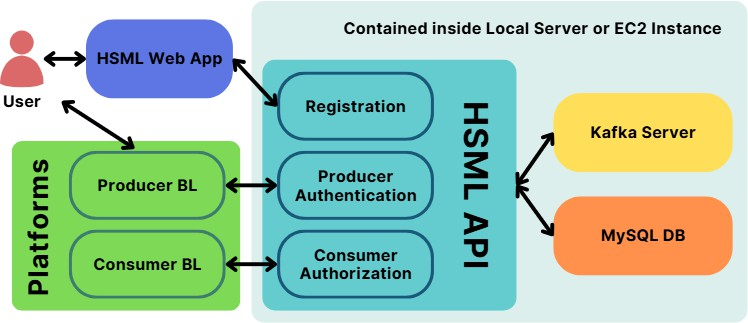 Contained inside Local Server or EC2 Instance
HSML Web App
User
Registration
HSML API
Kafka Server
Platforms
Producer BL
Producer
Authentication
MySQL DB
Consumer BL
Consumer
Authorization